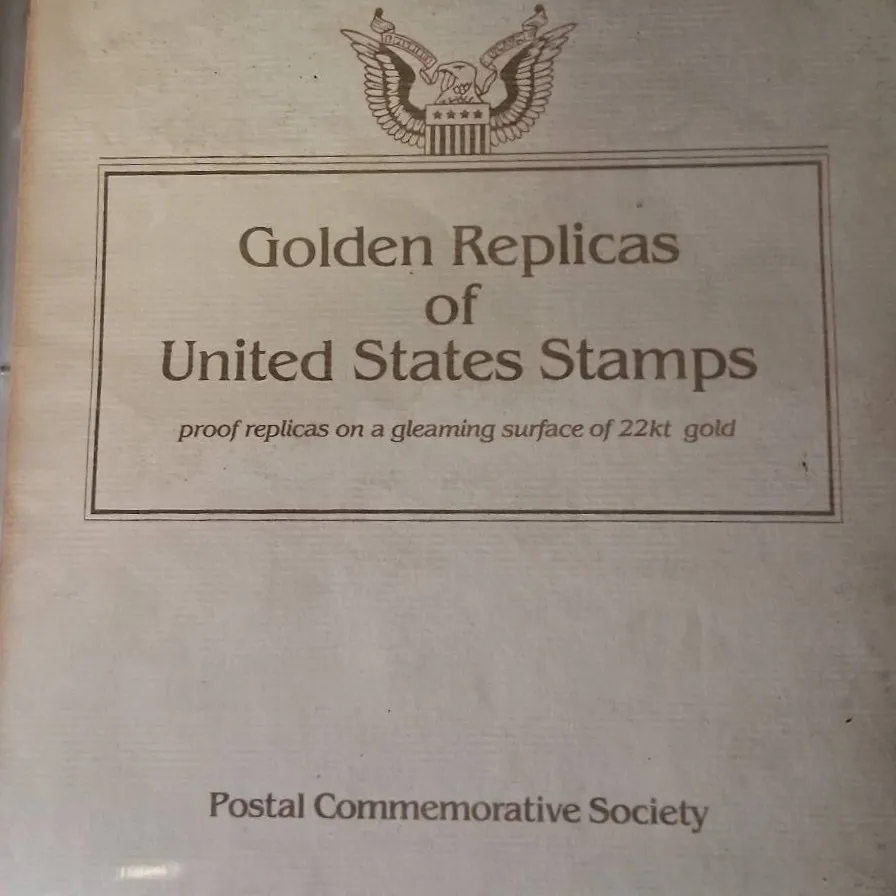 Golden Replicas
of
United States Stamps
proof replicas on a gleaming surface of 22kt gold
Postal Commemorative Society